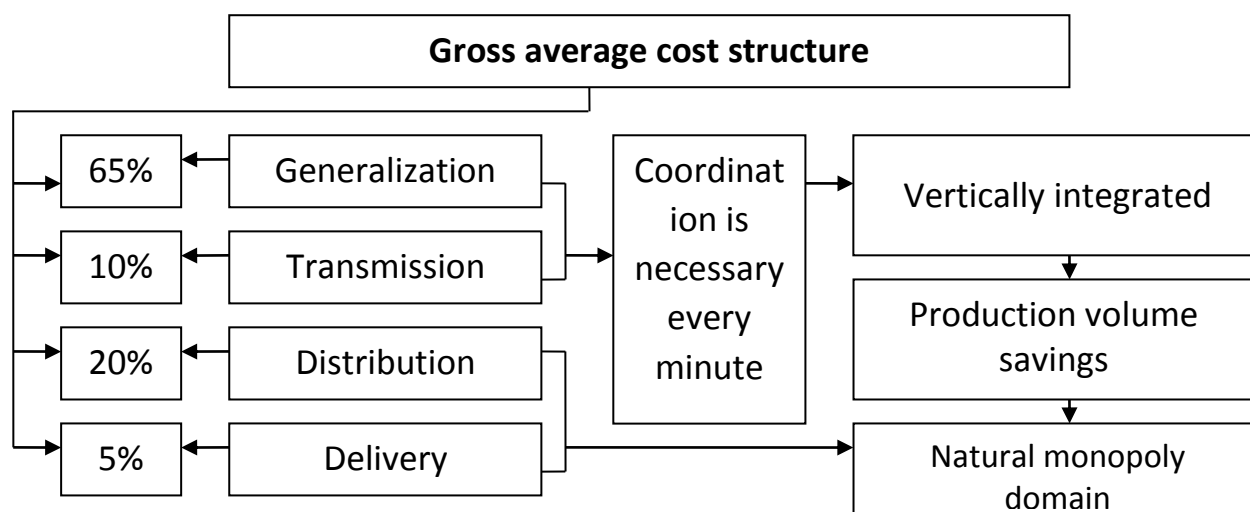 Gross average cost structure
65%
Generalization
10%
Transmission
20%
Distribution
5%
Delivery
Coordinat
ion is
necessary
every
minute
Vertically integrated
Production volume
savings
Natural monopoly
domain